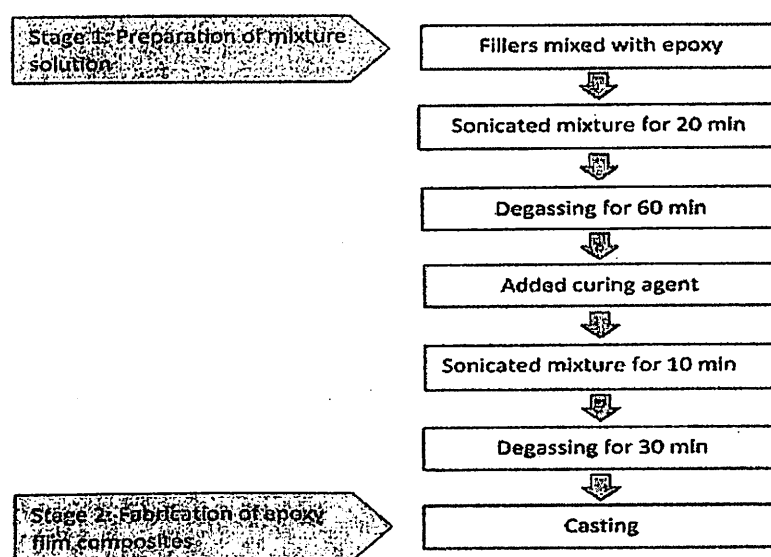 Stage 1: Preparation of mixture
solution
Fillers mixed with epoxy
Sonicated mixture for 20 min
Degassing for 60 min
Added curing agent
Sonicated mixture for 10 min
Degassing for 30 min
Stage 2: Fabrication of epoxy
film composites
Casting